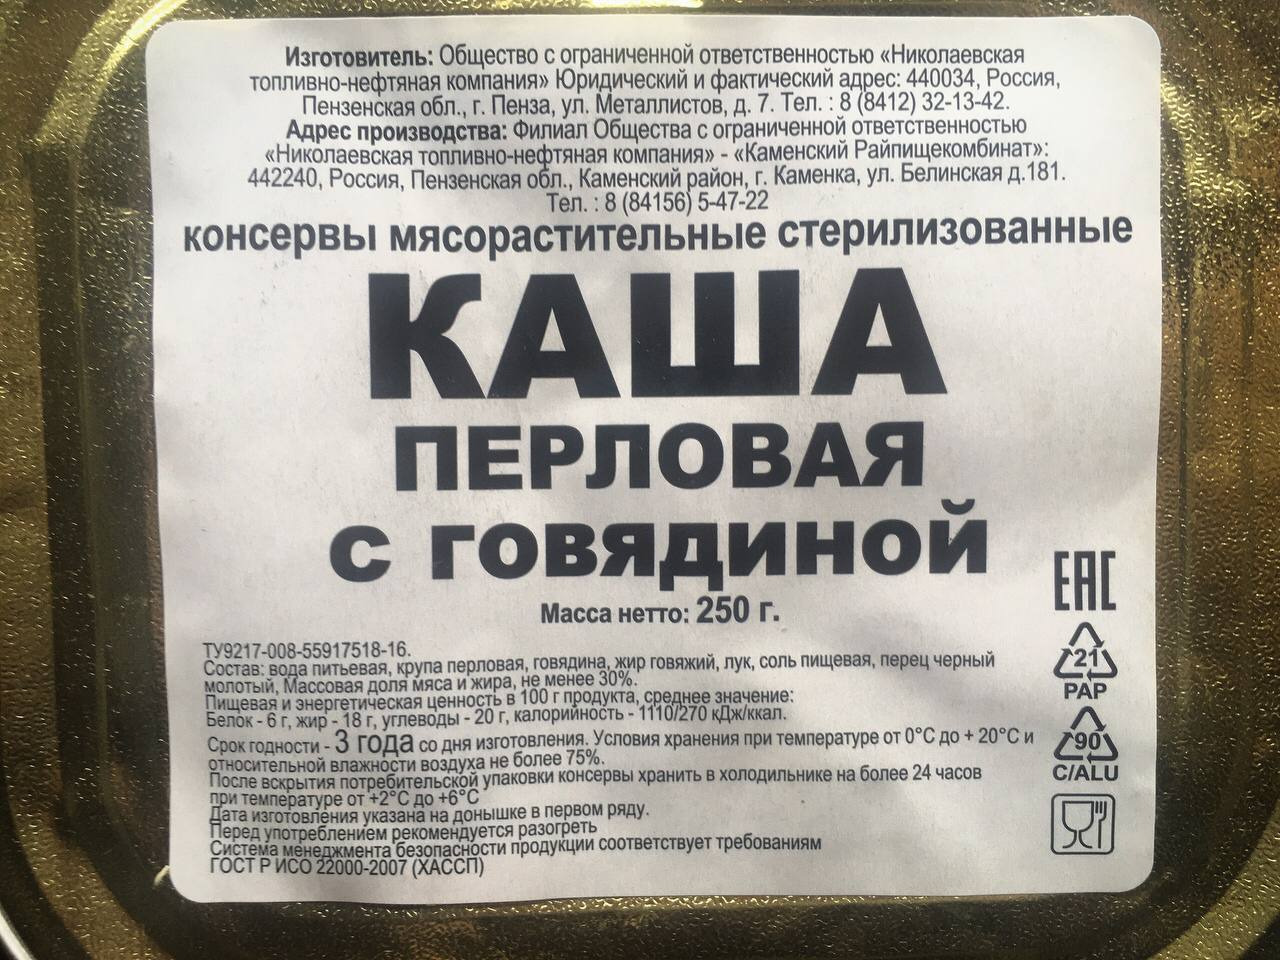 Изготовитель: Общество с ограниченной ответственностью «Николаевская
топливно-нефтяная компания» Юридический и фактический адрес: 440034, Россия,
Пензенская обл., г. Пенза, ул. Металлистов, д. 7. Тел. : 8 (8412) 32-13-42.
Адрес производства: Филиал Общества с ограниченной ответственностью
«Николаевская топливно-нефтяная компания» - «Каменский Райпищекомбинат»:
442240, Россия, Пензенская обл., Каменский район, г. Каменка, ул. Белинская д.181.
Тел. : 8 (84156) 5-47-22
консервы мясорастительные стерилизованные
КАША
ПЕРЛОВАЯ
С ГОВЯДИНОЙ
Масса нетто: 250 г.
ТУ9217-008-55917518-16.
Состав: вода питьевая, крупа перловая, говядина, жир говяжий, лук, соль пищевая, перец черный
молотый, Массовая доля мяса и жира, не менее 30%.
Пищевая и энергетическая ценность в 100 г продукта, среднее значение:
Белок - 6 г, жир - 18 г, углеводы - 20 г, калорийность - 1110/270 кДж/ккал.
Срок годности - 3 года со дня изготовления. Условия хранения при температуре от 0°С до + 20°С и
относительной влажности воздуха не более 75%.
После вскрытия потребительской упаковки консервы хранить в холодильнике на более 24 часов
при температуре от +2°С до +6°С
Дата изготовления указана на донышке в первом ряду.
Перед употреблением рекомендуется разогреть
Система менеджмента безопасности продукции соответствует требованиям
ГОСТ Р ИСО 22000-2007 (ХАССП)
EAC
21
PAP
90
C/ALU